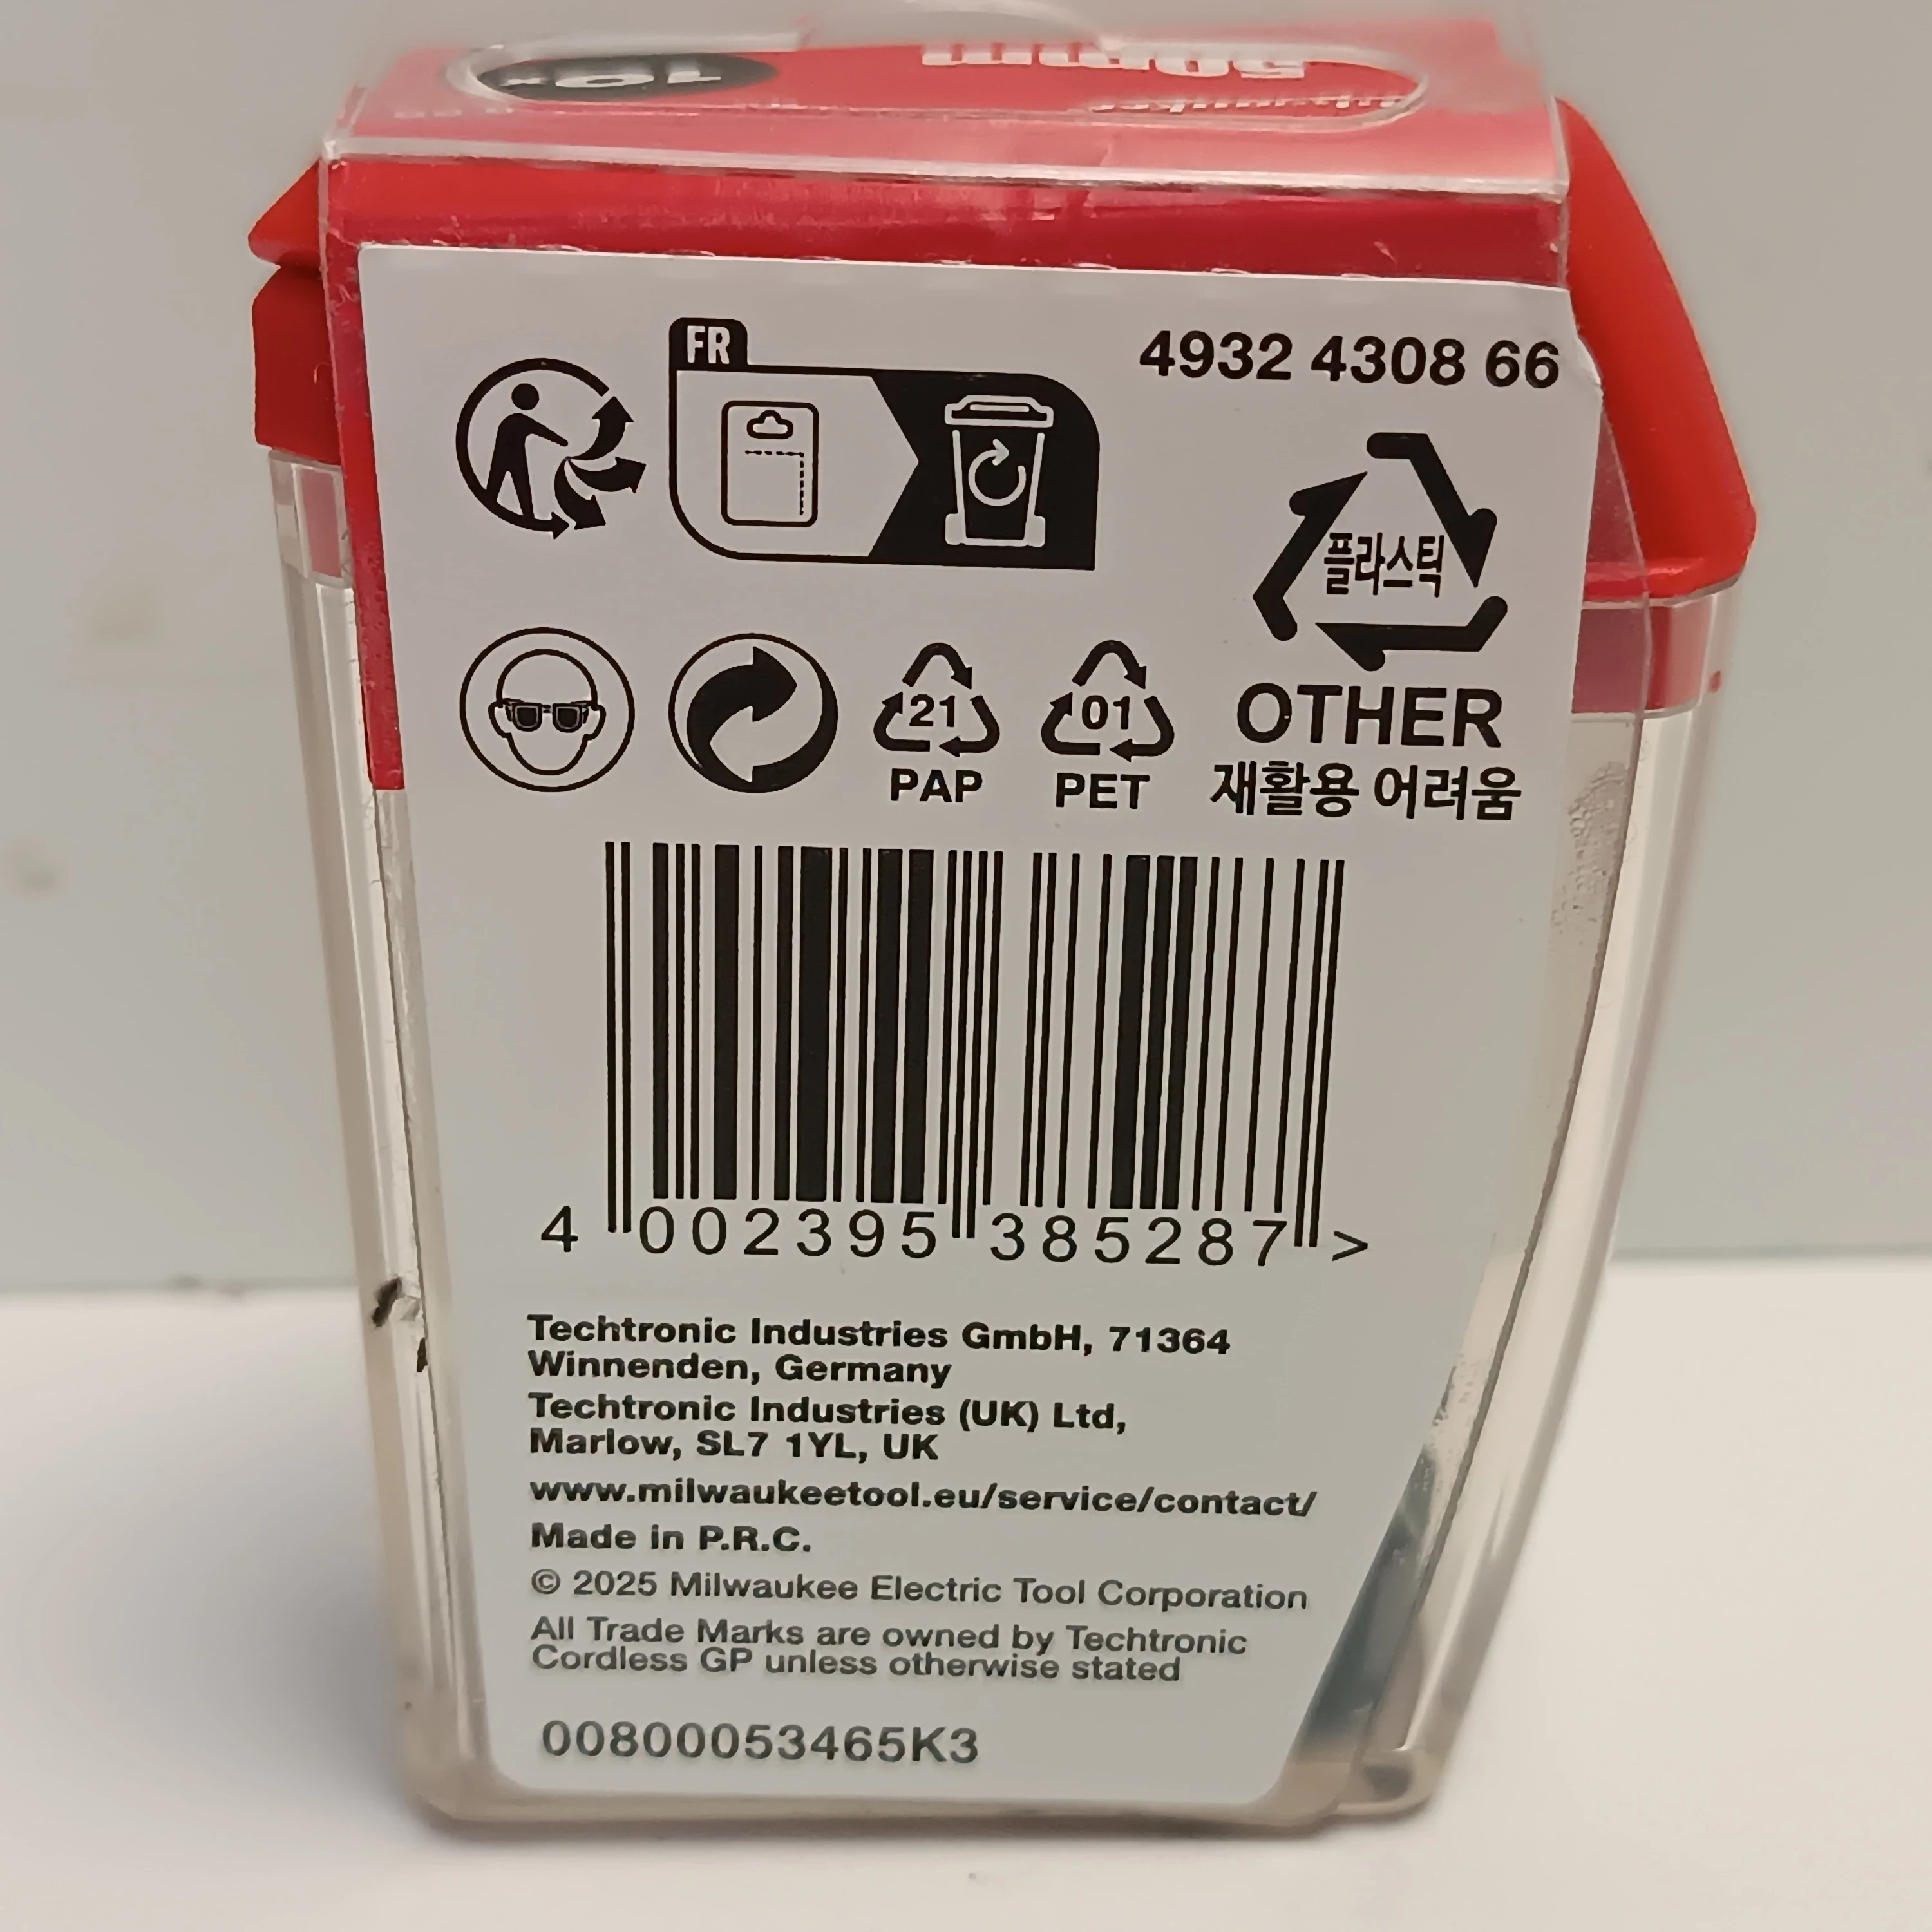 10x
50mm
FR
4932 4308 66
플라스틱
21
PAP
01
PET
OTHER
재활용 어려움
4 002395 385287 >
Techtronic Industries GmbH, 71364
Winnenden, Germany
Techtronic Industries (UK) Ltd,
Marlow, SL7 1YL, UK
www.milwaukeetool.eu/service/contact/
Made in P.R.C.
© 2025 Milwaukee Electric Tool Corporation
All Trade Marks are owned by Techtronic
Cordless GP unless otherwise stated
00800053465K3